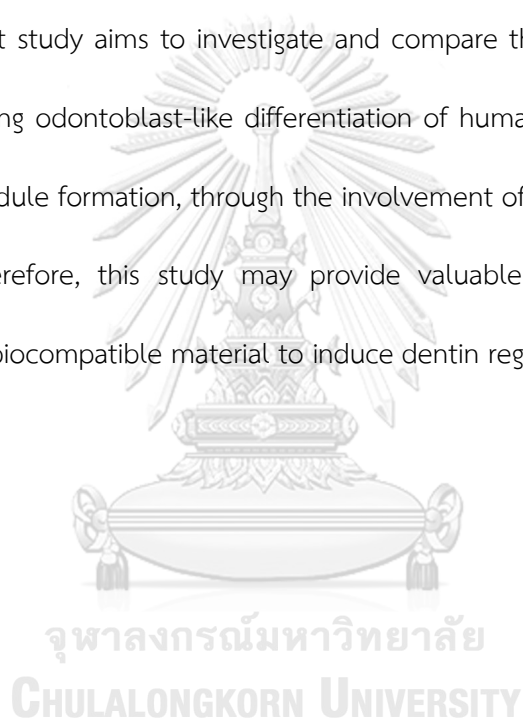 t study aims to investigate and compare th
ng odontoblast-like differentiation of huma
dule formation, through the involvement of
erefore, this study may provide valuable
biocompatible material to induce dentin reg
จุฬาลงกรณ์มหาวิทยาลัย
CHULALONGKORN UNIVERSITY